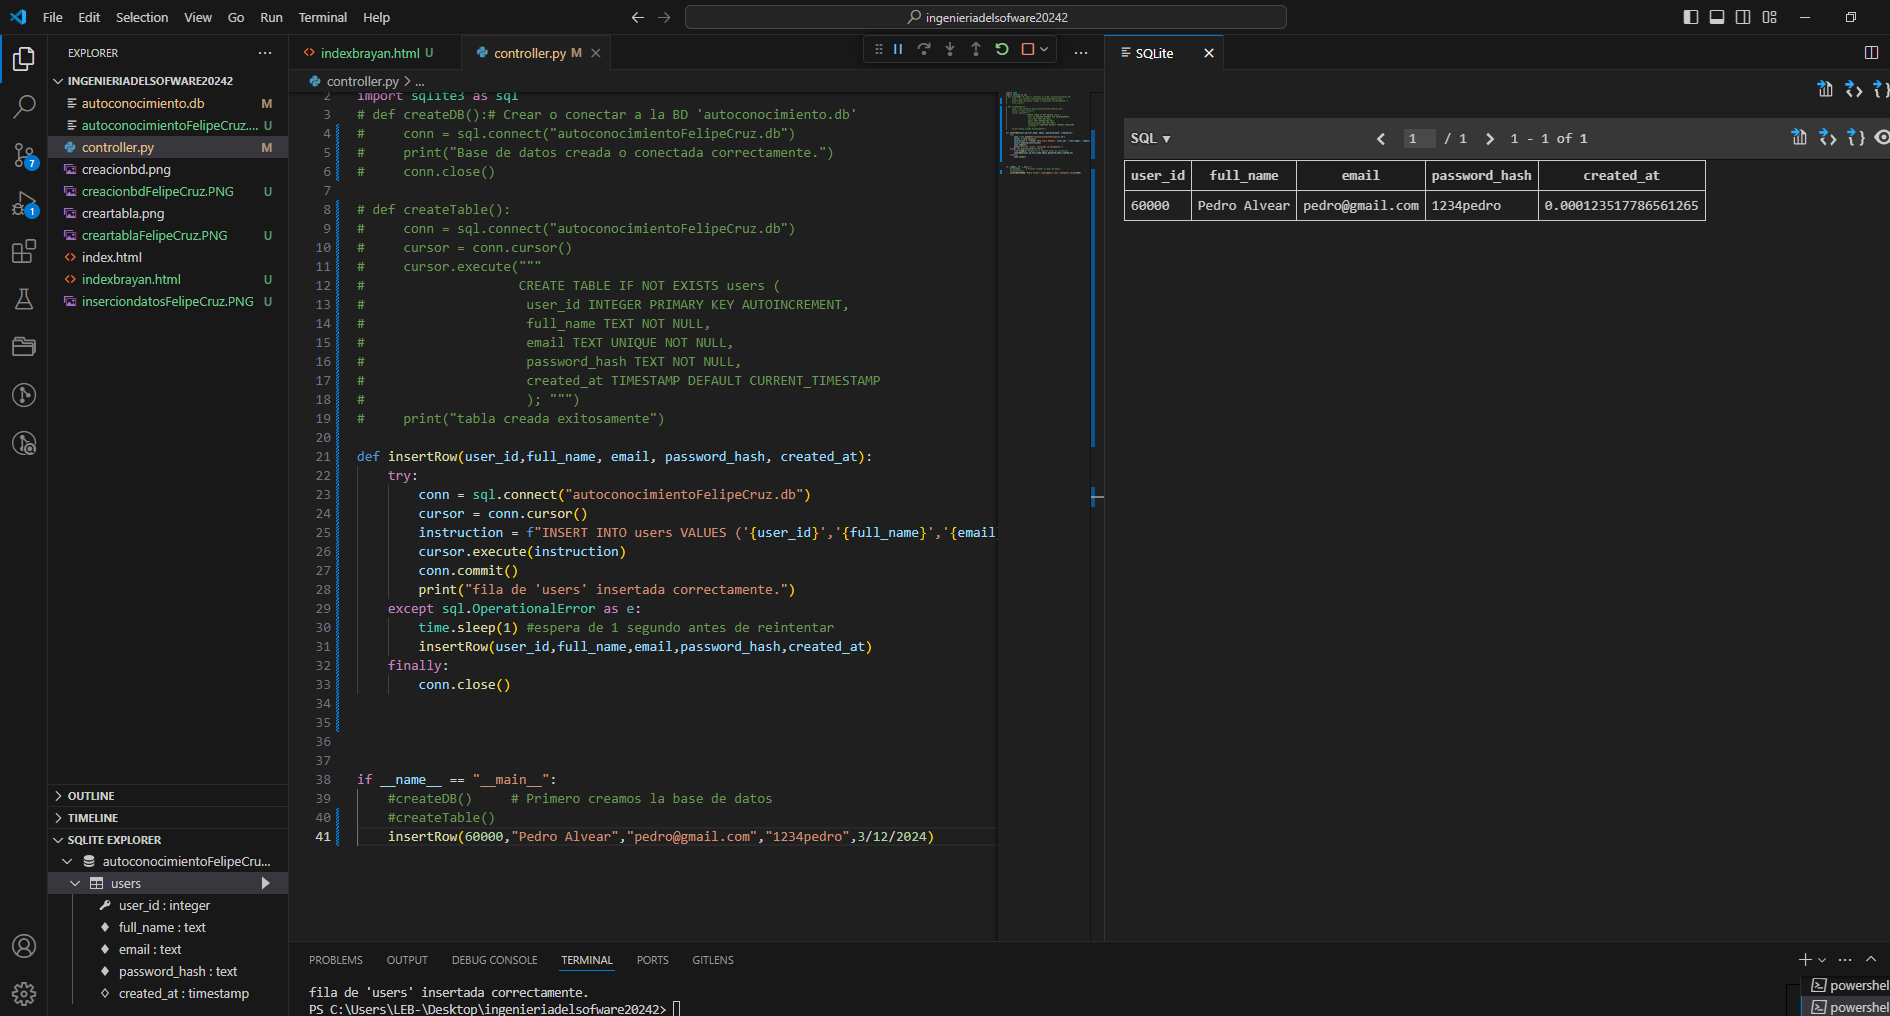 File Edit Selection View Go Run Terminal Help
ingenieriadelsofware20242
EXPLORER
INGENIERIADELSOFWARE20242
autoconocimiento.db M
autoconocimientoFelipeCruz.... U
controller.py M
creacionbd.png
creacionbdFelipeCruz.PNG U
creartabla.png
creartablaFelipeCruz.PNG U
index.html
indexbrayan.html U
inserciondatosFelipeCruz.PNG U
7
1
OUTLINE
TIMELINE
SQLITE EXPLORER
autoconocimientoFelipeCru...
users
user_id : integer
full_name : text
email : text
password_hash : text
created_at : timestamp
indexbrayan.html U
controller.py M
controller.py > ...
2 import sqlite3 as sql
3 # def createDB():# Crear o conectar a la BD 'autoconocimiento.db'
4 #     conn = sql.connect("autoconocimientoFelipeCruz.db")
5 #     print("Base de datos creada o conectada correctamente.")
6 #     conn.close()
7
8 # def createTable():
9 #     conn = sql.connect("autoconocimientoFelipeCruz.db")
10 #     cursor = conn.cursor()
11 #     cursor.execute("""
12 #                    CREATE TABLE IF NOT EXISTS users (
13 #                     user_id INTEGER PRIMARY KEY AUTOINCREMENT,
14 #                     full_name TEXT NOT NULL,
15 #                     email TEXT UNIQUE NOT NULL,
16 #                     password_hash TEXT NOT NULL,
17 #                     created_at TIMESTAMP DEFAULT CURRENT_TIMESTAMP
18 #                     ); """)
19 #     print("tabla creada exitosamente")
20
21 def insertRow(user_id,full_name, email, password_hash, created_at):
22     try:
23         conn = sql.connect("autoconocimientoFelipeCruz.db")
24         cursor = conn.cursor()
25         instruction = f"INSERT INTO users VALUES ('{user_id}','{full_name}','{email
26         cursor.execute(instruction)
27         conn.commit()
28         print("fila de 'users' insertada correctamente.")
29     except sql.OperationalError as e:
30         time.sleep(1) #espera de 1 segundo antes de reintentar
31         insertRow(user_id,full_name,email,password_hash,created_at)
32     finally:
33         conn.close()
34
35
36
37
38 if __name__ == "__main__":
39     #createDB()     # Primero creamos la base de datos
40     #createTable()
41     insertRow(60000,"Pedro Alvear","pedro@gmail.com","1234pedro",3/12/2024)
SQLite
SQL ▼ < 1 / 1 > 1 - 1 of 1
user_id full_name email password_hash created_at
60000 Pedro Alvear pedro@gmail.com 1234pedro 0.000123517786561265
PROBLEMS OUTPUT DEBUG CONSOLE TERMINAL PORTS GITLENS
fila de 'users' insertada correctamente.
PS C:\Users\LEB-\Desktop\ingenieriadelsofware20242>
powershell
powershell